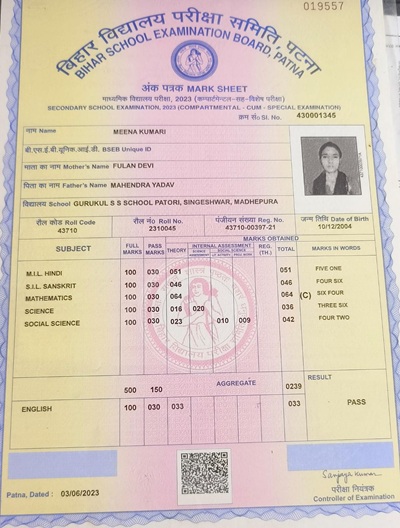 019557
बिहार विद्यालय परीक्षा समिति, पटना
BIHAR SCHOOL EXAMINATION BOARD, PATNA
अंक पत्रक MARK SHEET
माध्यमिक विद्यालय परीक्षा, 2023 (कम्पार्टमेन्टल-सह-विशेष परीक्षा)
SECONDARY SCHOOL EXAMINATION, 2023 (COMPARTMENTAL - CUM - SPECIAL EXAMINATION)
क्रम सं० Sl. No. 430001345
नाम Name MEENA KUMARI
बी.एस.ई.बी.यूनिक.आई.डी. BSEB Unique ID
माता का नाम Mother's Name FULAN DEVI
पिता का नाम Father's Name MAHENDRA YADAV
विद्यालय School GURUKUL S S SCHOOL PATORI, SINGESHWAR, MADHEPURA
रौल कोड Roll Code रौल नं० Roll No. पंजीयन संख्या Reg. No. जन्म तिथि Date of Birth
43710 2310045 43710-00397-21 10/12/2004
MARKS OBTAINED
SUBJECT FULL MARKS PASS MARKS THEORY INTERNAL ASSESSMENT REG. (TH.) TOTAL MARKS IN WORDS
SCIENCE SOCIAL SCIENCE
M.I.L. HINDI 100 030 051 051 FIVE ONE
S.I.L. SANSKRIT 100 030 046 046 FOUR SIX
MATHEMATICS 100 030 064 064 (C) SIX FOUR
SCIENCE 100 030 016 020 036 THREE SIX
SOCIAL SCIENCE 100 030 023 010 009 042 FOUR TWO
500 150 AGGREGATE 0239 RESULT
ENGLISH 100 030 033 033 PASS
Sanjaya Kumar
Patna, Dated : 03/06/2023
परीक्षा नियंत्रक
Controller of Examination